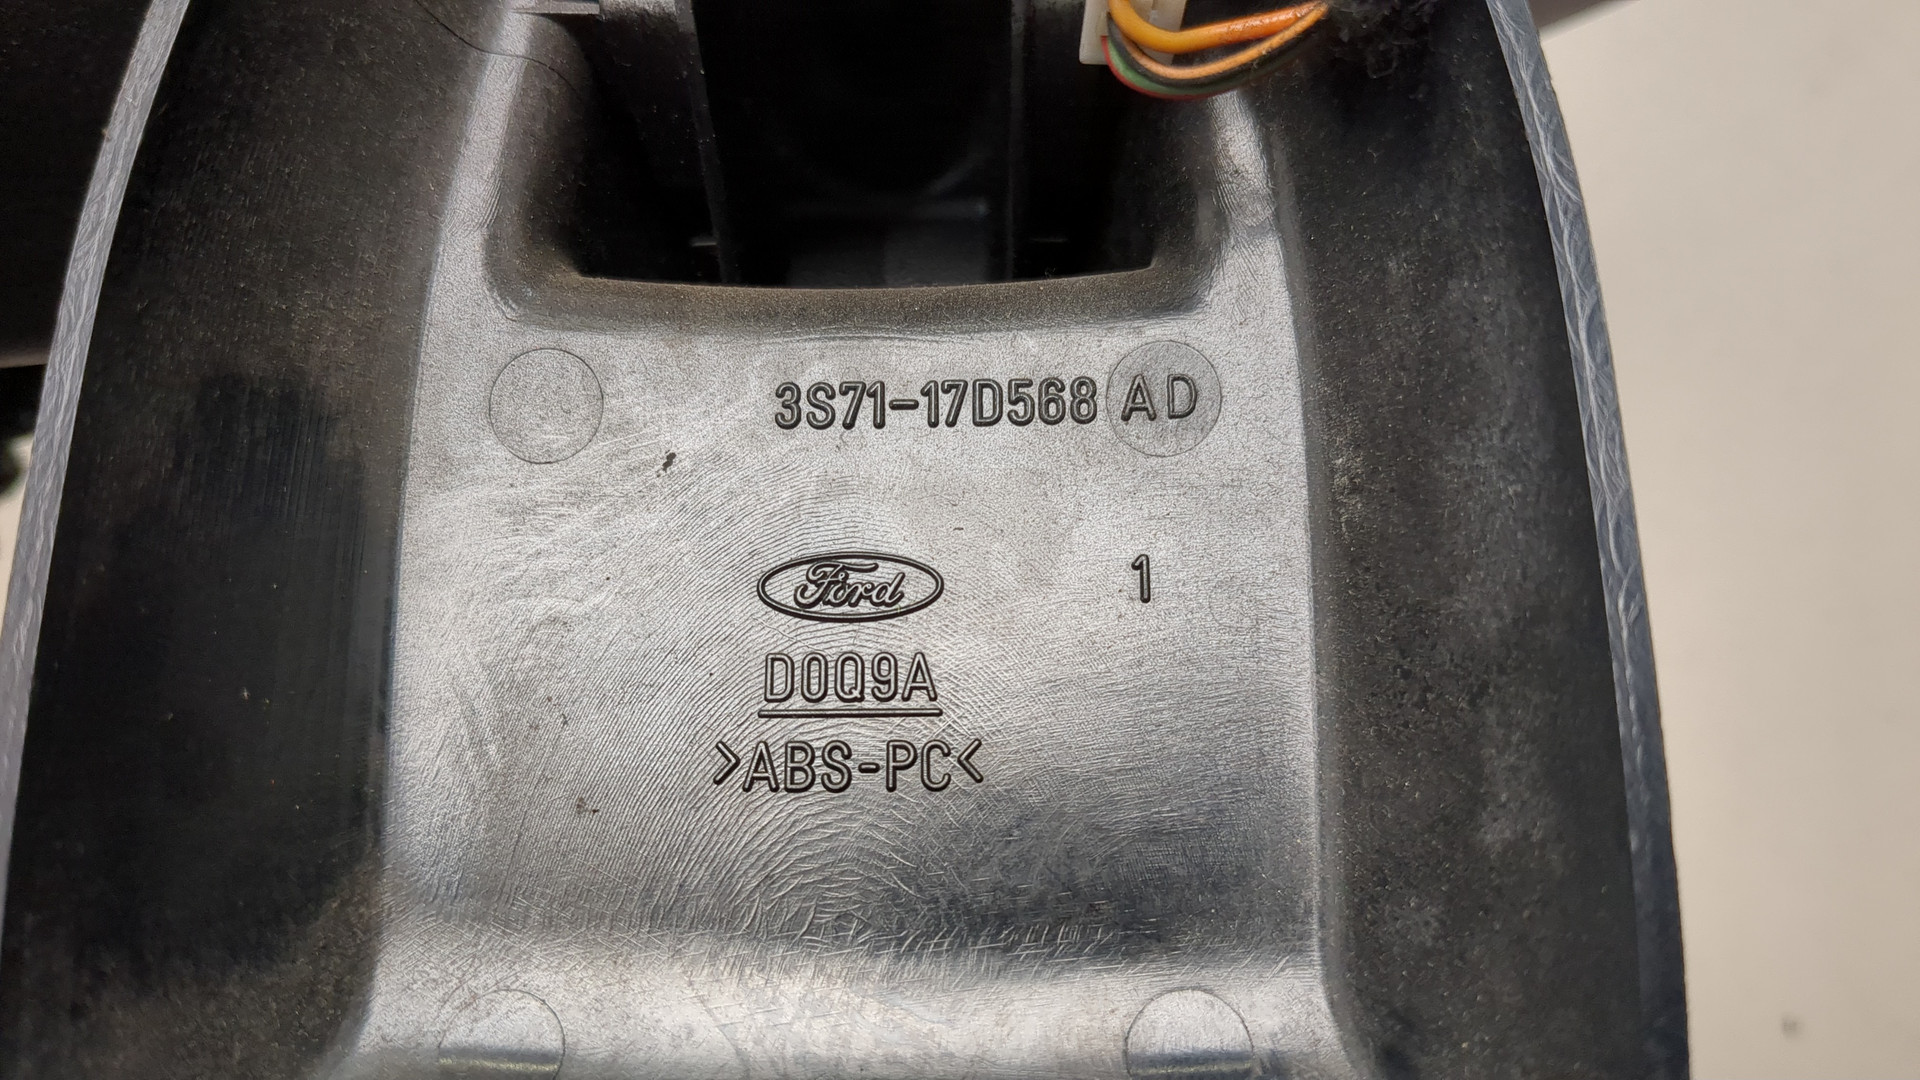 3S71-17D568 AD
Ford 1
D0Q9A
>ABS-PC<